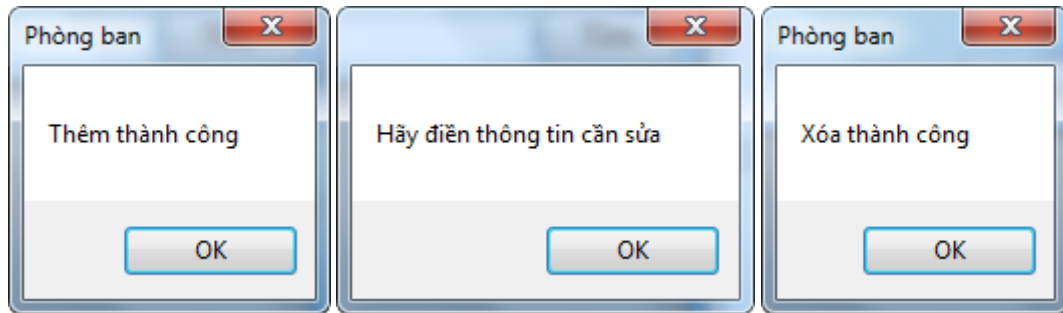 Phòng ban
Thêm thành công
OK
Hãy điền thông tin cần sửa
OK
Phòng ban
Xóa thành công
OK